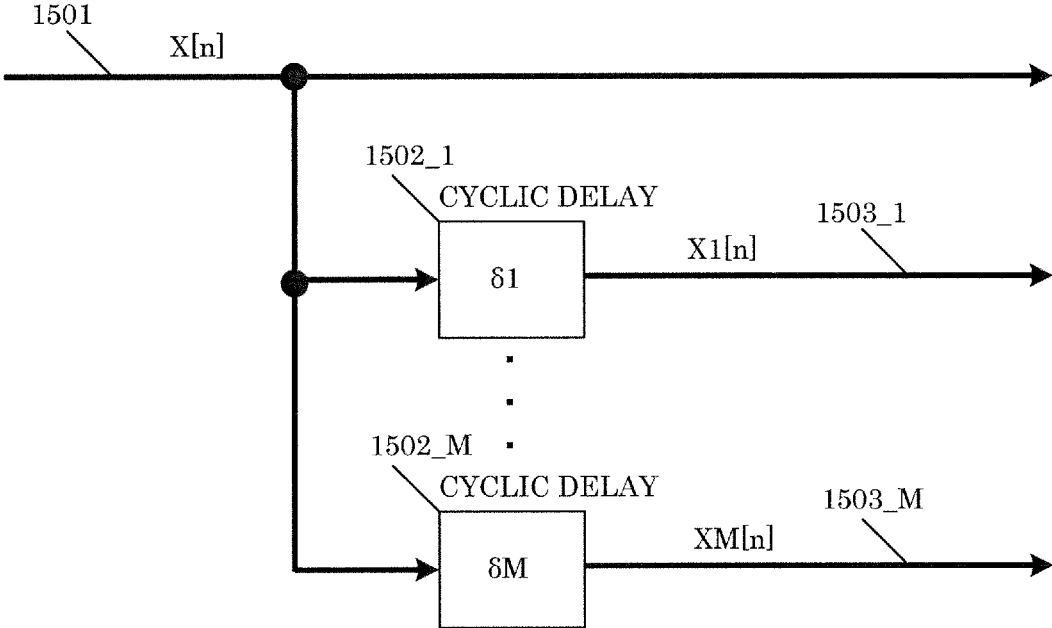 1501
X[n]
1502_1
CYCLIC DELAY
δ1
X1[n]
1503_1
1502_M
CYCLIC DELAY
δM
XM[n]
1503_M